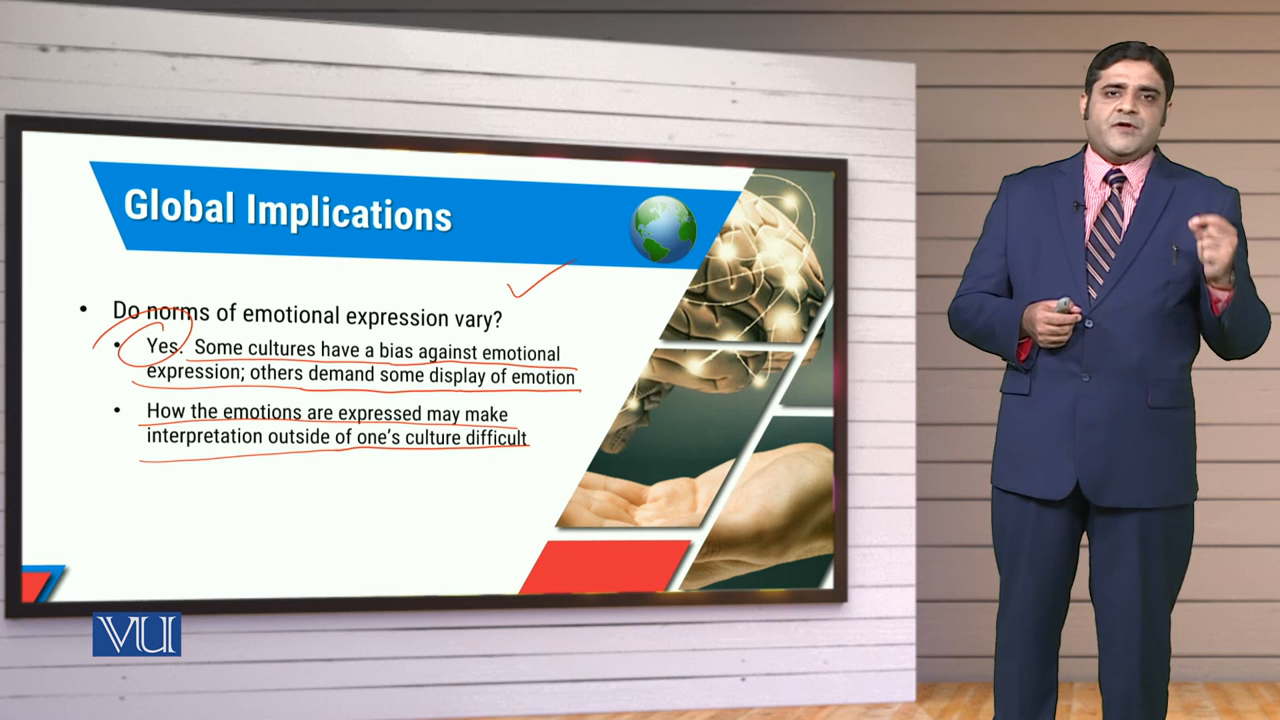 Global Implications
• Do norms of emotional expression vary?
• Yes. Some cultures have a bias against emotional
expression; others demand some display of emotion
• How the emotions are expressed may make
interpretation outside of one's culture difficult
VU